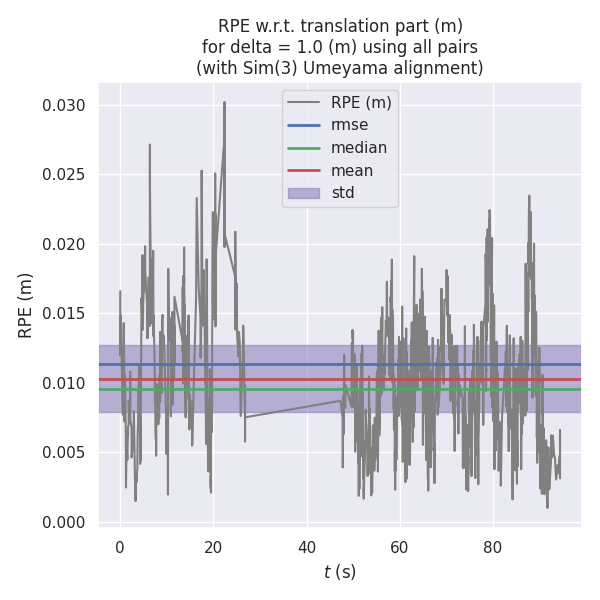 RPE w.r.t. translation part (m)
for delta = 1.0 (m) using all pairs
(with Sim(3) Umeyama alignment)
RPE (m)
rmse
median
mean
std
RPE (m)
0.030
0.025
0.020
0.015
0.010
0.005
0.000
0 20 40 60 80
t (s)